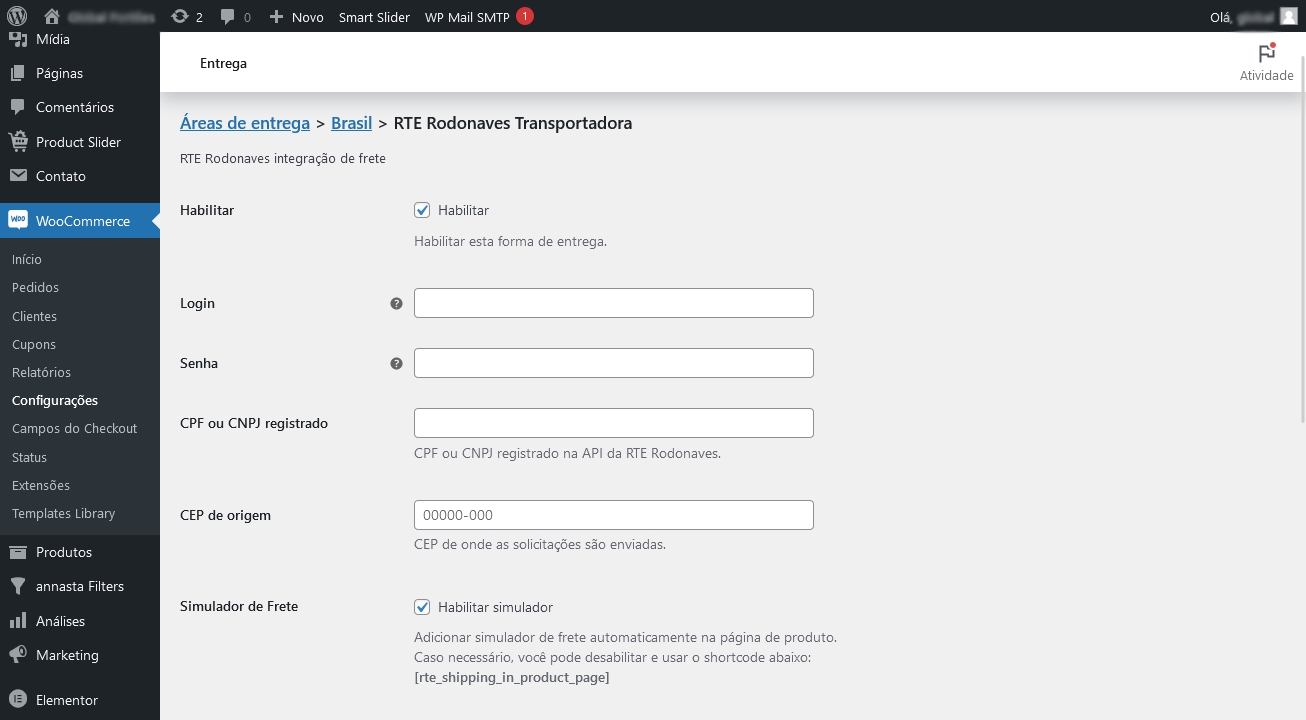 2
0
Novo
Smart Slider
WP Mail SMTP
1
Olá,
Mídia
Páginas
Comentários
Product Slider
Contato
WooCommerce
Início
Pedidos
Clientes
Cupons
Relatórios
Configurações
Campos do Checkout
Status
Extensões
Templates Library
Produtos
annasta Filters
Análises
Marketing
Elementor
Entrega
Atividade
Áreas de entrega > Brasil > RTE Rodonaves Transportadora
RTE Rodonaves integração de frete
Habilitar
Habilitar
Habilitar esta forma de entrega.
Login
Senha
CPF ou CNPJ registrado
CPF ou CNPJ registrado na API da RTE Rodonaves.
CEP de origem
00000-000
CEP de onde as solicitações são enviadas.
Simulador de Frete
Habilitar simulador
Adicionar simulador de frete automaticamente na página de produto.
Caso necessário, você pode desabilitar e usar o shortcode abaixo:
[rte_shipping_in_product_page]